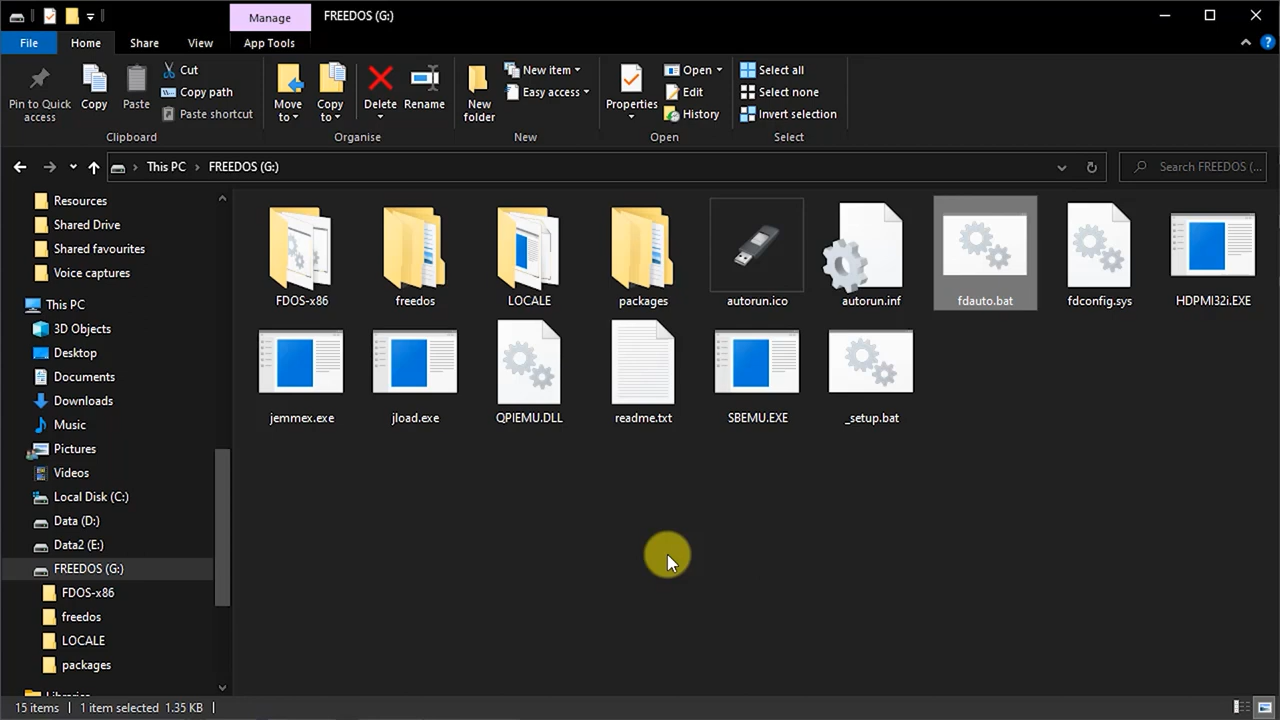 Manage FREEDOS (G:)
File Home Share View App Tools
Pin to Quick access
Copy
Paste
Cut
Copy path
Paste shortcut
Clipboard
Move to
Copy to
Delete
Rename
Organise
New folder
New item
Easy access
New
Properties
Open
Edit
History
Open
Select all
Select none
Invert selection
Select
This PC FREEDOS (G:)
Search FREEDOS (...
Resources
Shared Drive
Shared favourites
Voice captures
This PC
3D Objects
Desktop
Documents
Downloads
Music
Pictures
Videos
Local Disk (C:)
Data (D:)
Data2 (E:)
FREEDOS (G:)
FDOS-x86
freedos
LOCALE
packages
FDOS-x86 freedos LOCALE packages autorun.ico autorun.inf fdauto.bat fdconfig.sys HDPMI32i.EXE
jemmex.exe jload.exe QPIEMU.DLL readme.txt SBEMU.EXE _setup.bat
15 items 1 item selected 1.35 KB